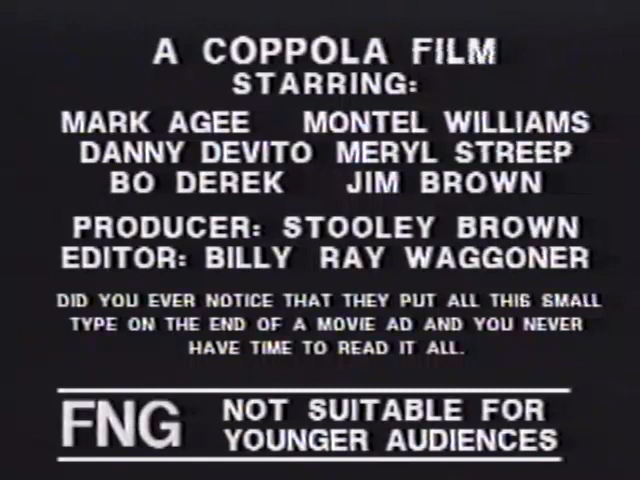 A COPPOLA FILM
STARRING:
MARK AGEE MONTEL WILLIAMS
DANNY DEVITO MERYL STREEP
BO DEREK JIM BROWN
PRODUCER: STOOLEY BROWN
EDITOR: BILLY RAY WAGGONER
DID YOU EVER NOTICE THAT THEY PUT ALL THIS SMALL
TYPE ON THE END OF A MOVIE AD AND YOU NEVER
HAVE TIME TO READ IT ALL.
FNG NOT SUITABLE FOR
YOUNGER AUDIENCES